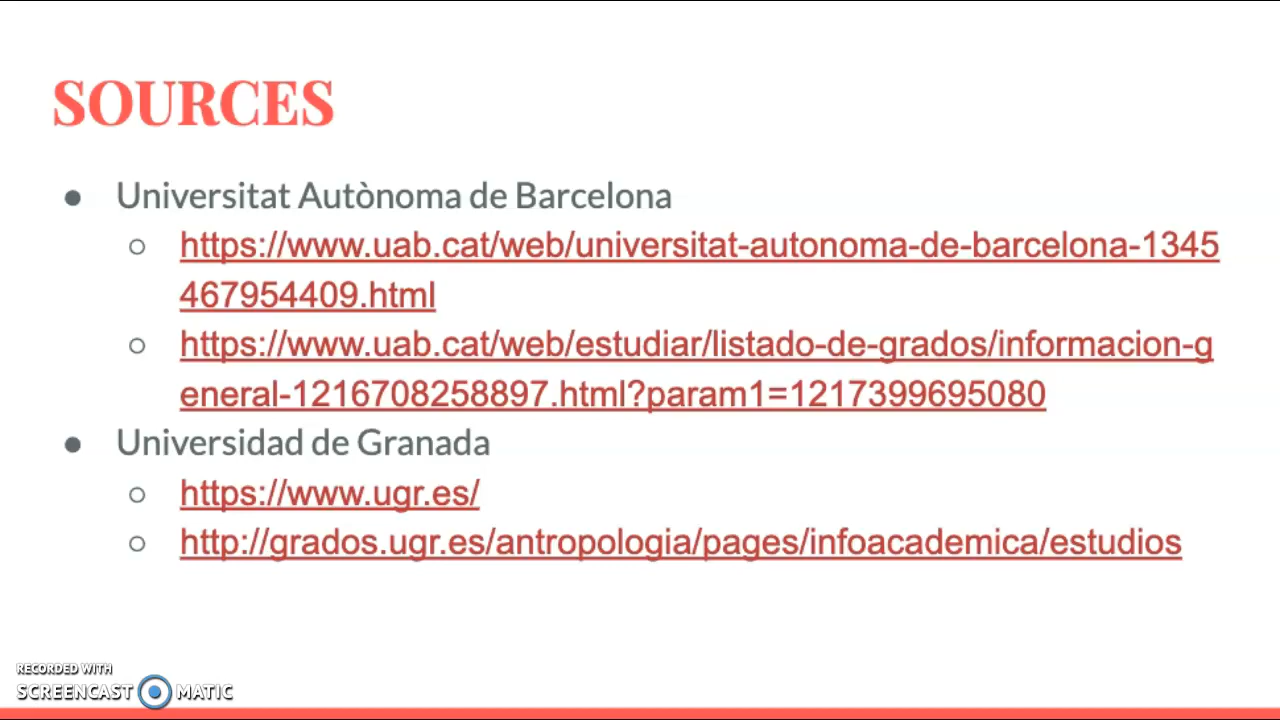 SOURCES
● Universitat Autònoma de Barcelona
○ https://www.uab.cat/web/universitat-autonoma-de-barcelona-1345
467954409.html
○ https://www.uab.cat/web/estudiar/listado-de-grados/informacion-g
eneral-1216708258897.html?param1=1217399695080
● Universidad de Granada
○ https://www.ugr.es/
○ http://grados.ugr.es/antropologia/pages/infoacademica/estudios
RECORDED WITH
SCREENCAST MATIC